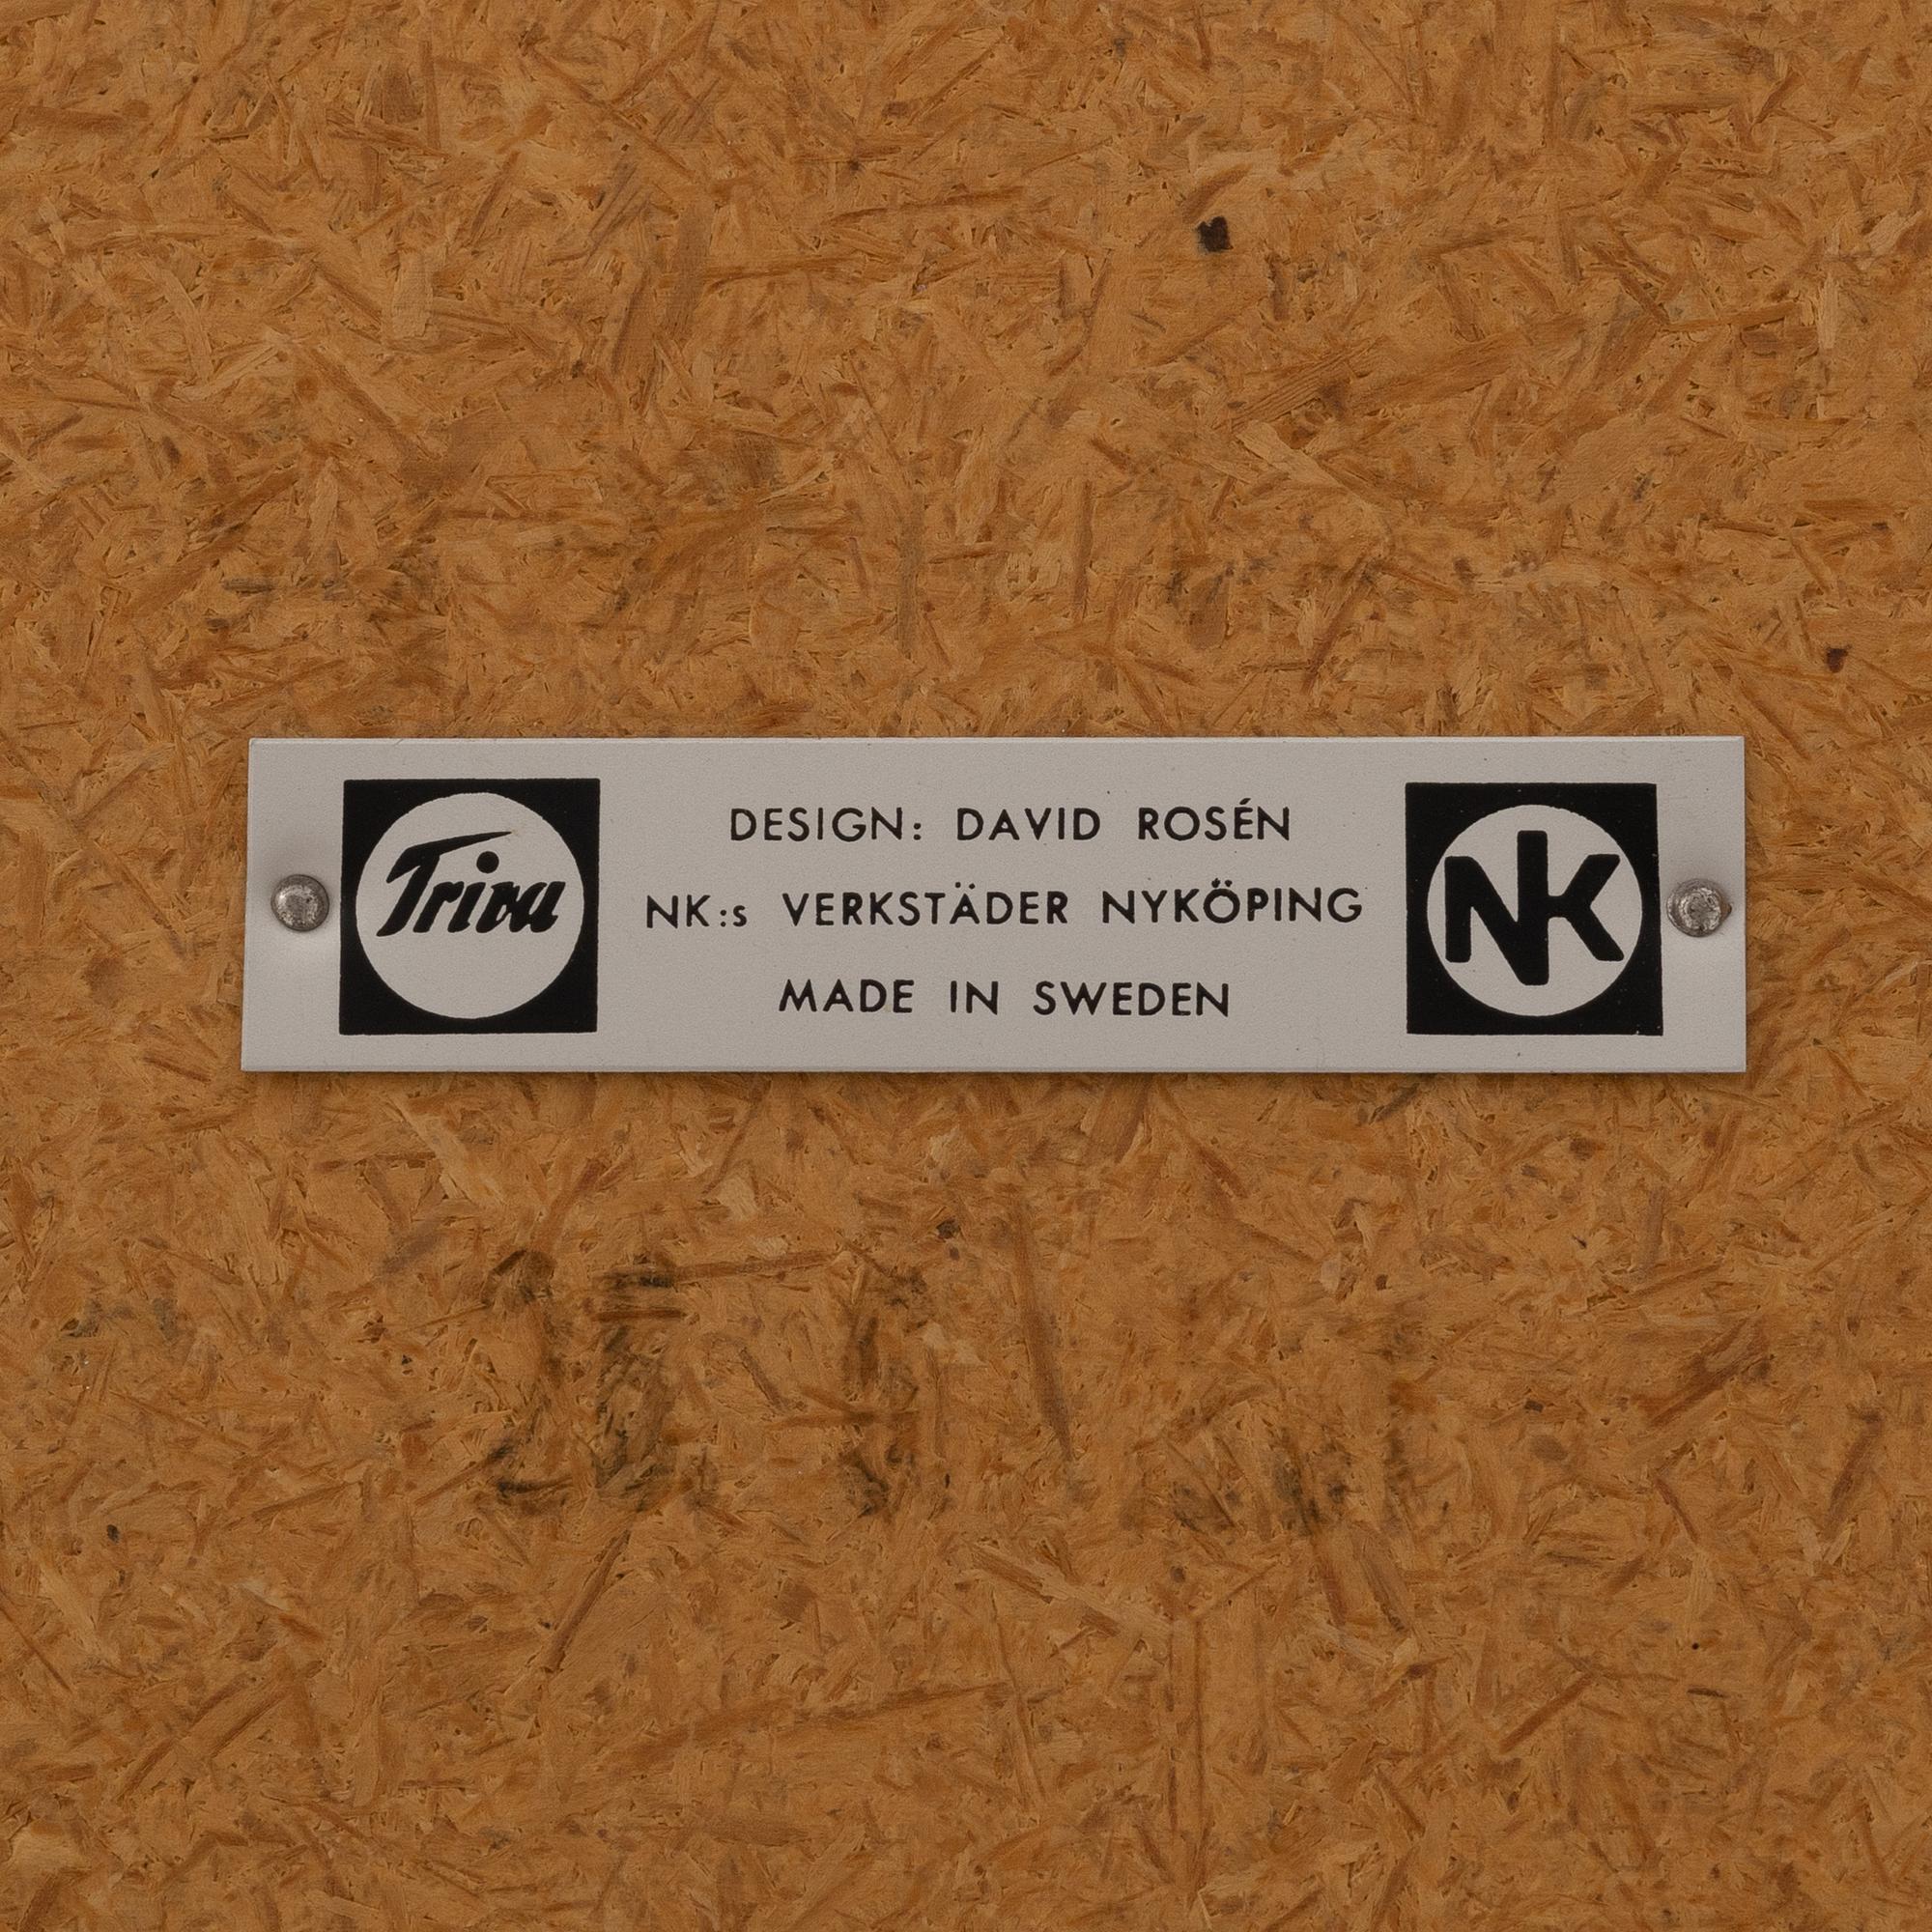 Triva
DESIGN: DAVID ROSÉN
NK:s VERKSTÄDER NYKÖPING
MADE IN SWEDEN
NK